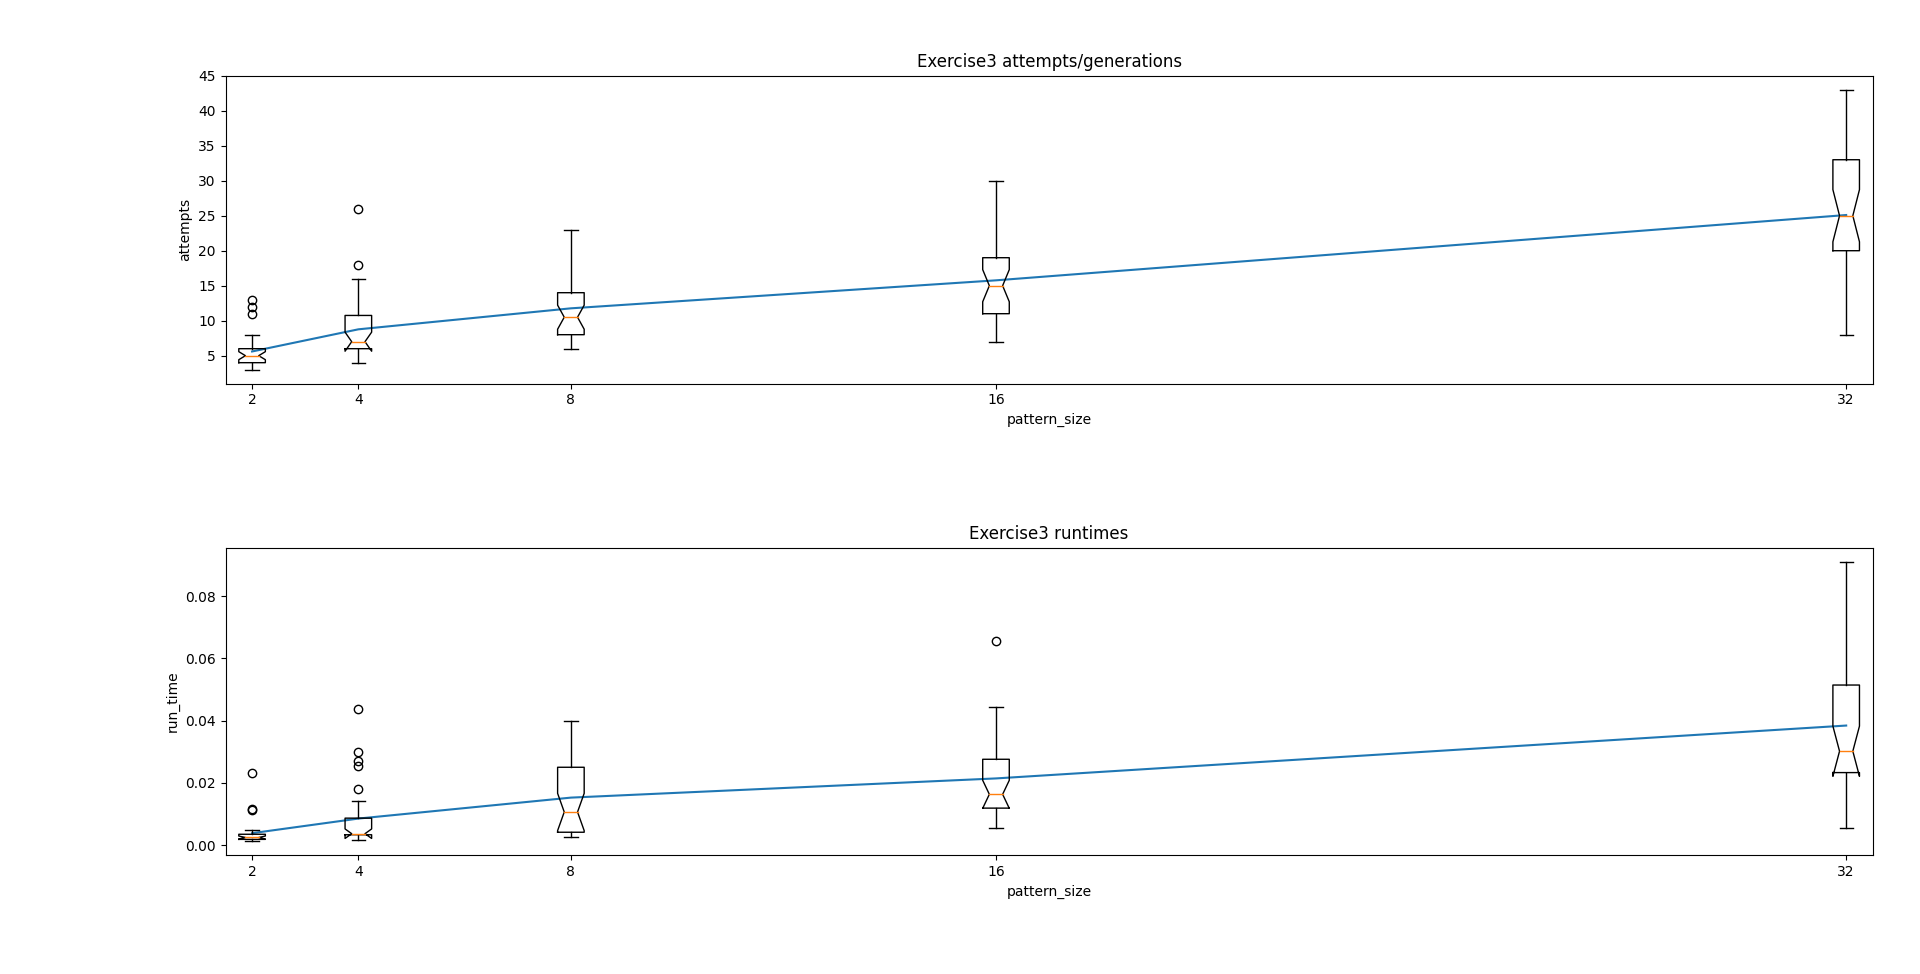 Exercise3 attempts/generations
45
40
35
30
25
20
15
10
5
attempts
2 4 8 16 32
pattern_size
Exercise3 runtimes
0.08
0.06
0.04
0.02
0.00
run_time
2 4 8 16 32
pattern_size